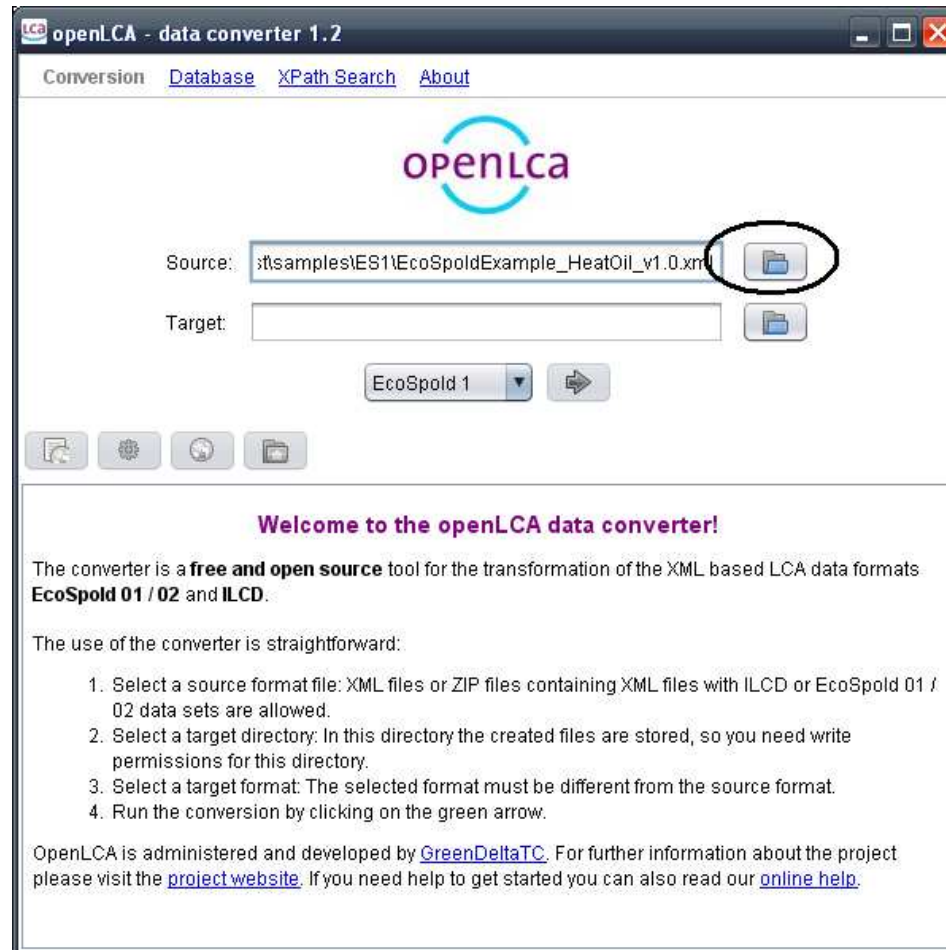 LCa openLCA - data converter 1.2
Conversion Database XPath Search About
openLca
Source: st\samples\ES1\EcoSpoldExample_HeatOil_v1.0.xml
Target:
EcoSpold 1
Welcome to the openLCA data converter!
The converter is a free and open source tool for the transformation of the XML based LCA data formats
EcoSpold 01 / 02 and ILCD.
The use of the converter is straightforward:
1. Select a source format file: XML files or ZIP files containing XML files with ILCD or EcoSpold 01 /
02 data sets are allowed.
2. Select a target directory: In this directory the created files are stored, so you need write
permissions for this directory.
3. Select a target format: The selected format must be different from the source format.
4. Run the conversion by clicking on the green arrow.
OpenLCA is administered and developed by GreenDeltaTC. For further information about the project
please visit the project website. If you need help to get started you can also read our online help.